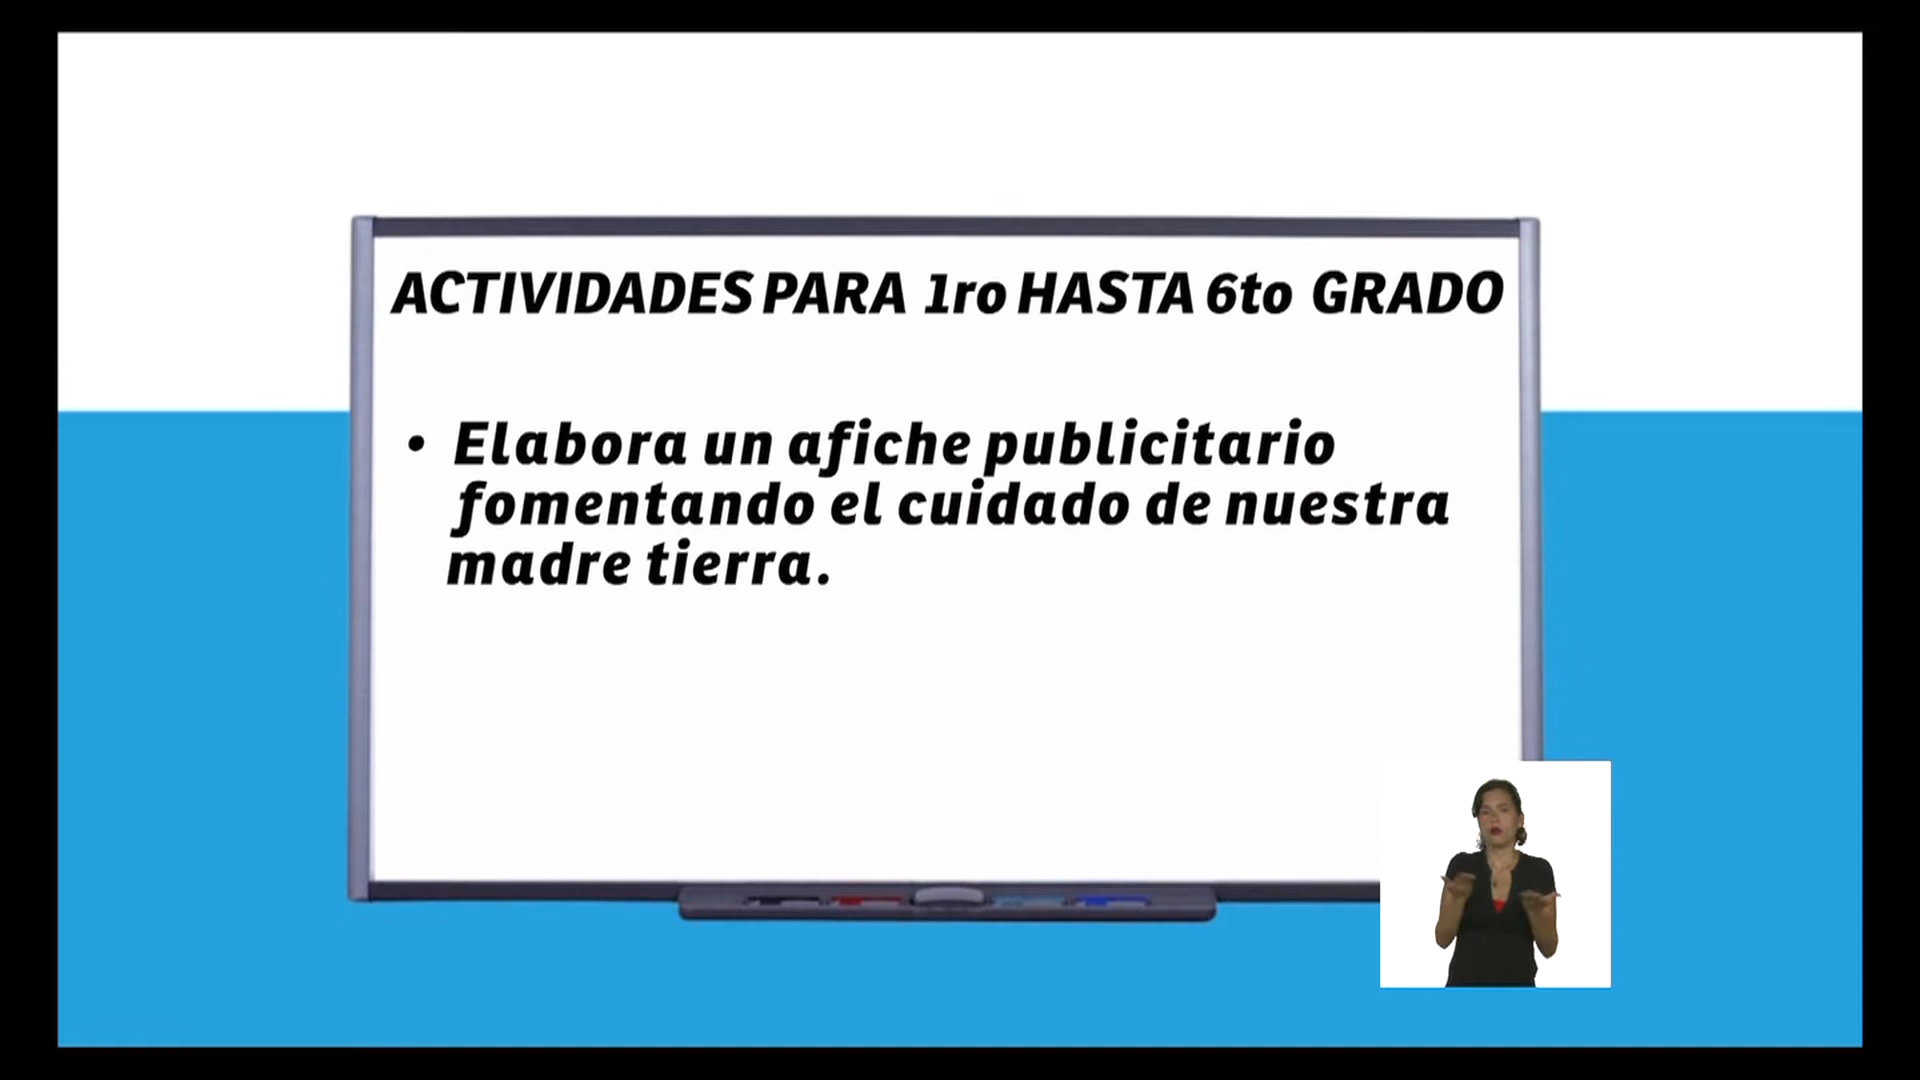 ACTIVIDADES PARA 1ro HASTA 6to GRADO
• Elabora un afiche publicitario
fomentando el cuidado de nuestra
madre tierra.